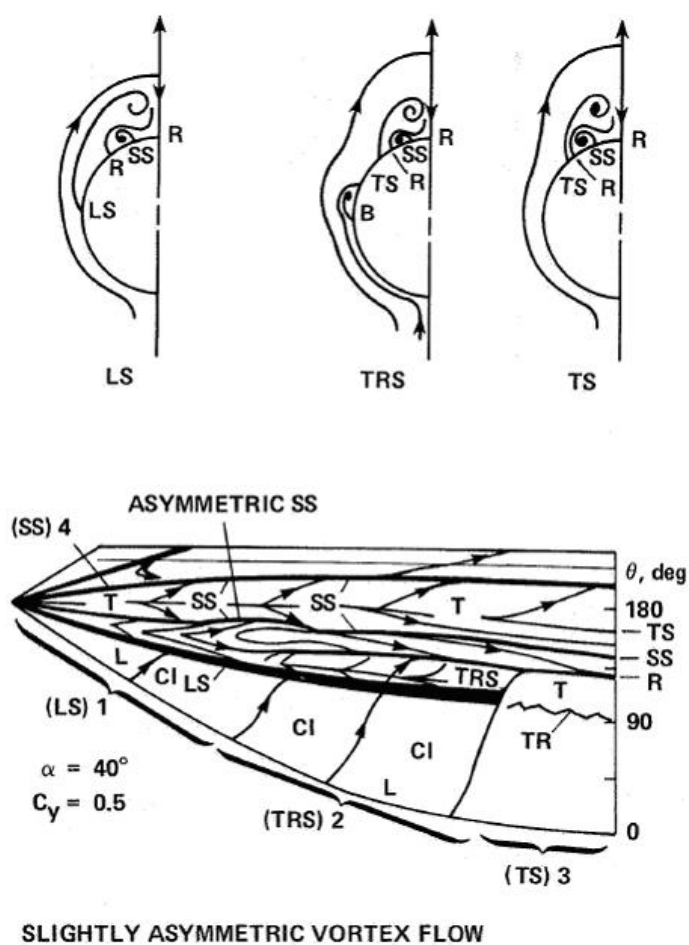 R
SS
R
LS
LS
R
SS
TS
R
B
TRS
R
SS
TS
R
TS
ASYMMETRIC SS
(SS) 4
θ, deg
T
SS
SS
T
180
TS
SS
R
L
CI
LS
TRS
T
(LS) 1
90
CI
CI
TR
α = 40°
L
C_y = 0.5
(TRS) 2
0
(TS) 3
SLIGHTLY ASYMMETRIC VORTEX FLOW